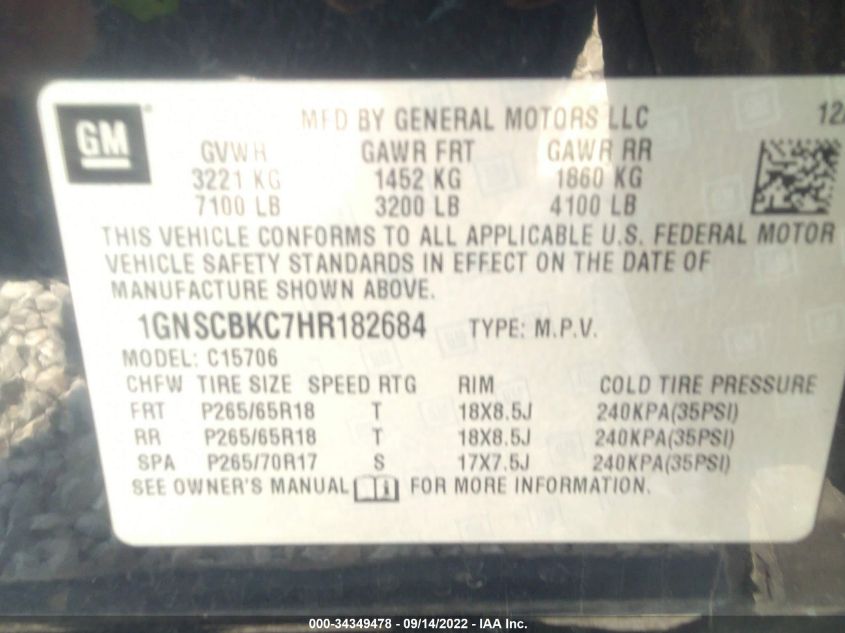 GM MFD BY GENERAL MOTORS LLC 12/
GVWR GAWR FRT GAWR RR
3221 KG 1452 KG 1860 KG
7100 LB 3200 LB 4100 LB
THIS VEHICLE CONFORMS TO ALL APPLICABLE U.S. FEDERAL MOTOR
VEHICLE SAFETY STANDARDS IN EFFECT ON THE DATE OF
MANUFACTURE SHOWN ABOVE.
1GNSCBKC7HR182684 TYPE: M.P.V.
MODEL: C15706
CHFW TIRE SIZE SPEED RTG RIM COLD TIRE PRESSURE
FRT P265/65R18 T 18X8.5J 240KPA(35PSI)
RR P265/65R18 T 18X8.5J 240KPA(35PSI)
SPA P265/70R17 S 17X7.5J 240KPA(35PSI)
SEE OWNER'S MANUAL FOR MORE INFORMATION.
000-34349478 - 09/14/2022 - IAA Inc.